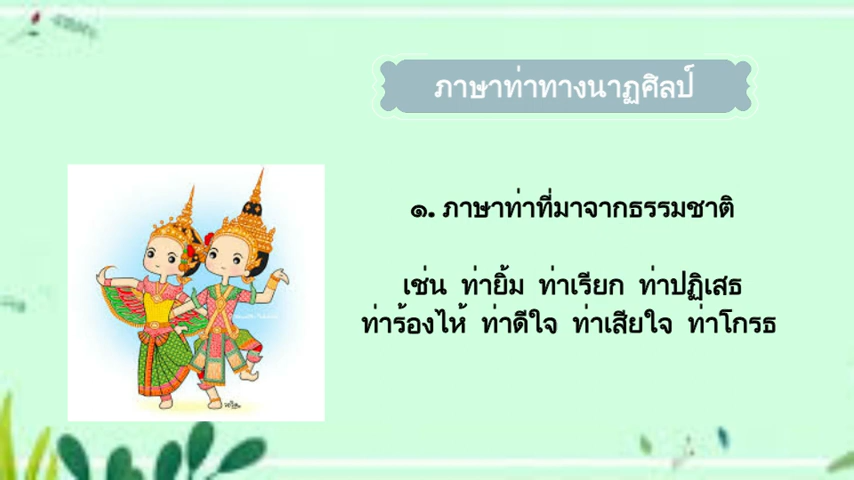 ภาษาท่าทางนาฏศิลป์
๑. ภาษาท่าที่มาจากธรรมชาติ
เช่น ท่ายิ้ม ท่าเรียก ท่าปฏิเสธ
ท่าร้องไห้ ท่าดีใจ ท่าเสียใจ ท่าโกรธ